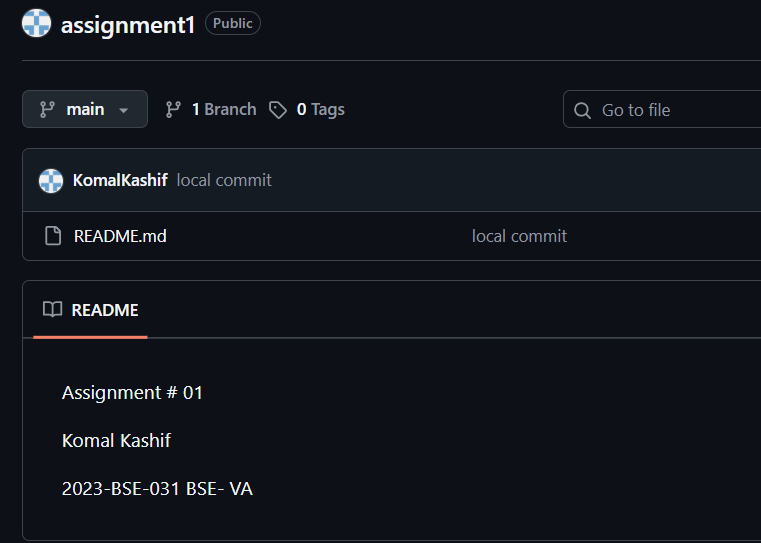 assignment1 Public
main 1 Branch 0 Tags Go to file
KomalKashif local commit
README.md local commit
README
Assignment # 01
Komal Kashif
2023-BSE-031 BSE- VA